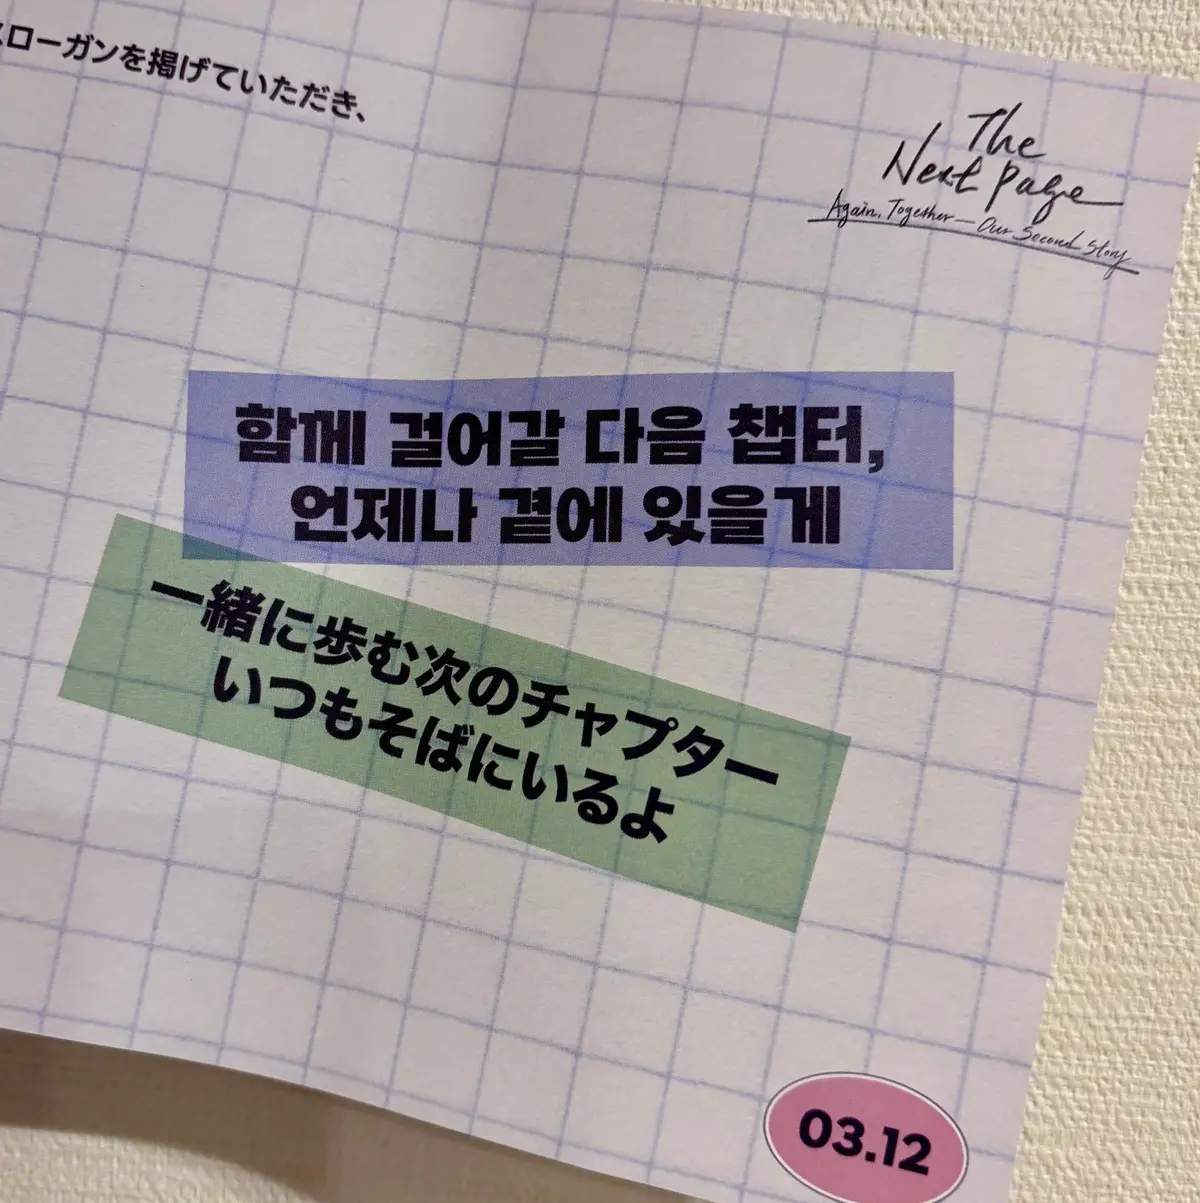 スローガンを掲げていただき、
The
Next Page
Again, Together — Our Second Story
함께 걸어갈 다음 챕터,
언제나 곁에 있을게
一緒に歩む次のチャプター
いつもそばにいるよ
03.12